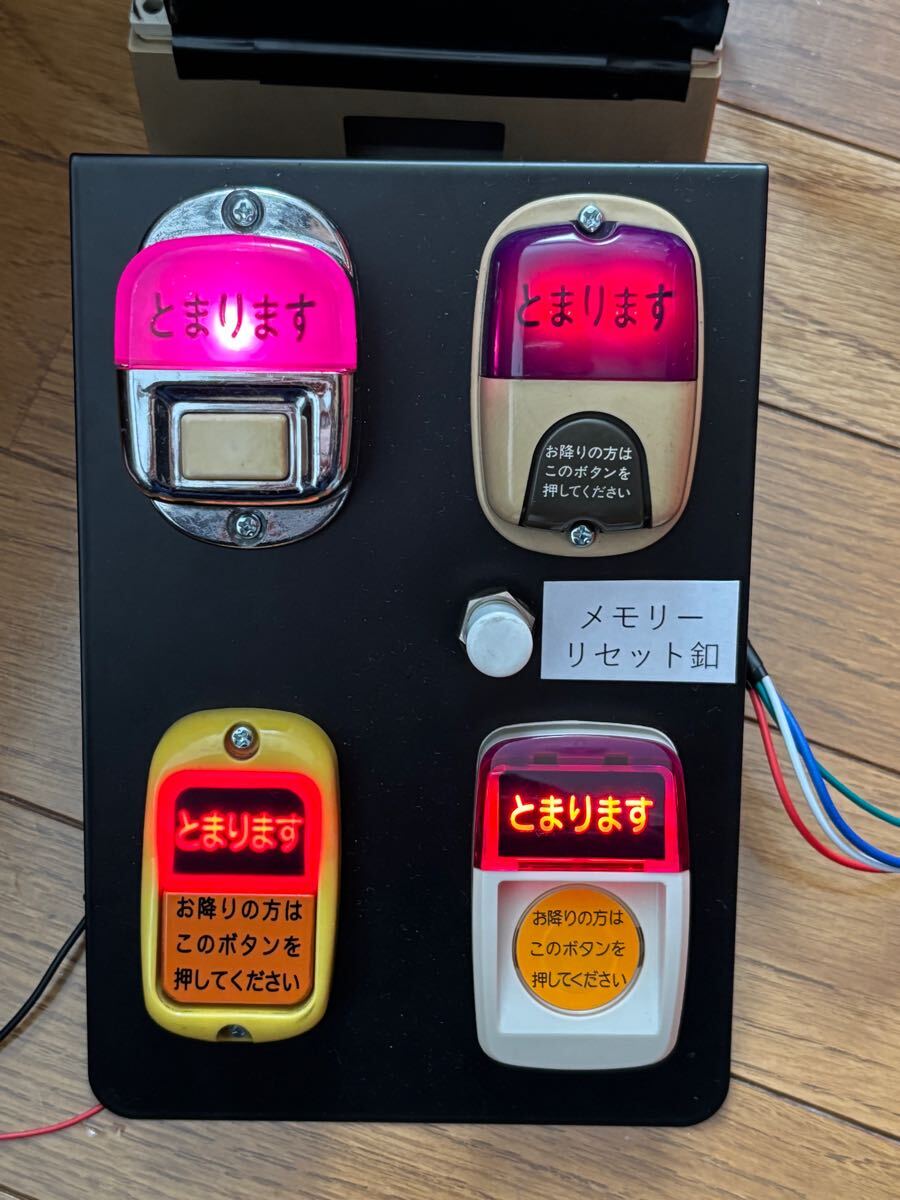 とまります
とまります
お降りの方は
このボタンを
押してください
メモリー
リセット釦
とまります
お降りの方は
このボタンを
押してください
とまります
お降りの方は
このボタンを
押してください